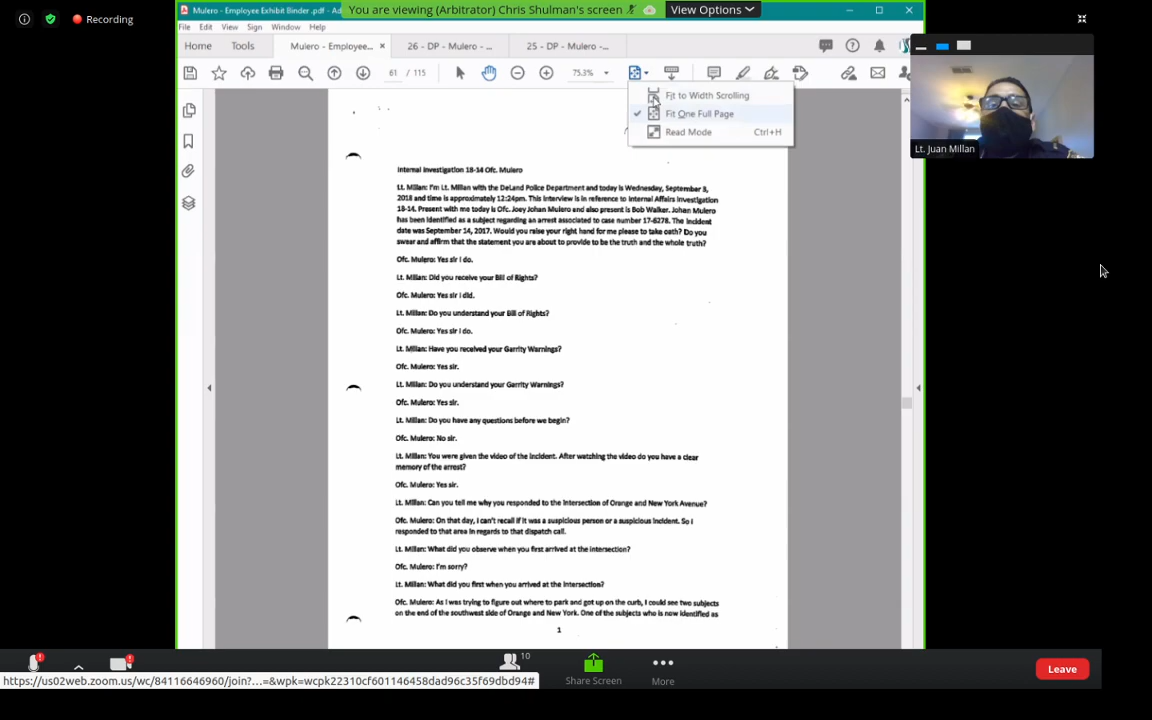 Recording
You are viewing (Arbitrator) Chris Shulman's screen
View Options
Mulero - Employee Exhibit Binder .pdf - Ad
File Edit View Sign Window Help
Home Tools Mulero - Employee... × 26 - DP - Mulero - ... 25 - DP - Mulero -...
61 / 115 75.3%
Fit to Width Scrolling
Fit One Full Page
Read Mode Ctrl+H
Lt. Juan Millan
Internal Investigation 18-14 Ofc. Mulero
Lt. Millan: I'm Lt. Millan with the DeLand Police Department and today is Wednesday, September 3,
2018 and time is approximately 12:24pm. This interview is in reference to Internal Affairs Investigation
18-14. Present with me today is Ofc. Joey Johan Mulero and also present is Bob Walker. Johan Mulero
has been identified as a subject regarding an arrest associated to case number 17-6278. The incident
date was September 14, 2017. Would you raise your right hand for me please to take oath? Do you
swear and affirm that the statement you are about to provide to be the truth and the whole truth?
Ofc. Mulero: Yes sir I do.
Lt. Millan: Did you receive your Bill of Rights?
Ofc. Mulero: Yes sir I did.
Lt. Millan: Do you understand your Bill of Rights?
Ofc. Mulero: Yes sir I do.
Lt. Millan: Have you received your Garrity Warnings?
Ofc. Mulero: Yes sir.
Lt. Millan: Do you understand your Garrity Warnings?
Ofc. Mulero: Yes sir.
Lt. Millan: Do you have any questions before we begin?
Ofc. Mulero: No sir.
Lt. Millan: You were given the video of the incident. After watching the video do you have a clear
memory of the arrest?
Ofc. Mulero: Yes sir.
Lt. Millan: Can you tell me why you responded to the intersection of Orange and New York Avenue?
Ofc. Mulero: On that day, I can't recall if it was a suspicious person or a suspicious incident. So I
responded to that area in regards to that dispatch call.
Lt. Millan: What did you observe when you first arrived at the intersection?
Ofc. Mulero: I'm sorry?
Lt. Millan: What did you first when you arrived at the intersection?
Ofc. Mulero: As I was trying to figure out where to park and got up on the curb, I could see two subjects
on the end of the southwest side of Orange and New York. One of the subjects who is now identified as
1
10
Share Screen
More
Leave
https://us02web.zoom.us/wc/84116646960/join?...=&wpk=wcpk22310cf601146458dad96c35f69dbd94#